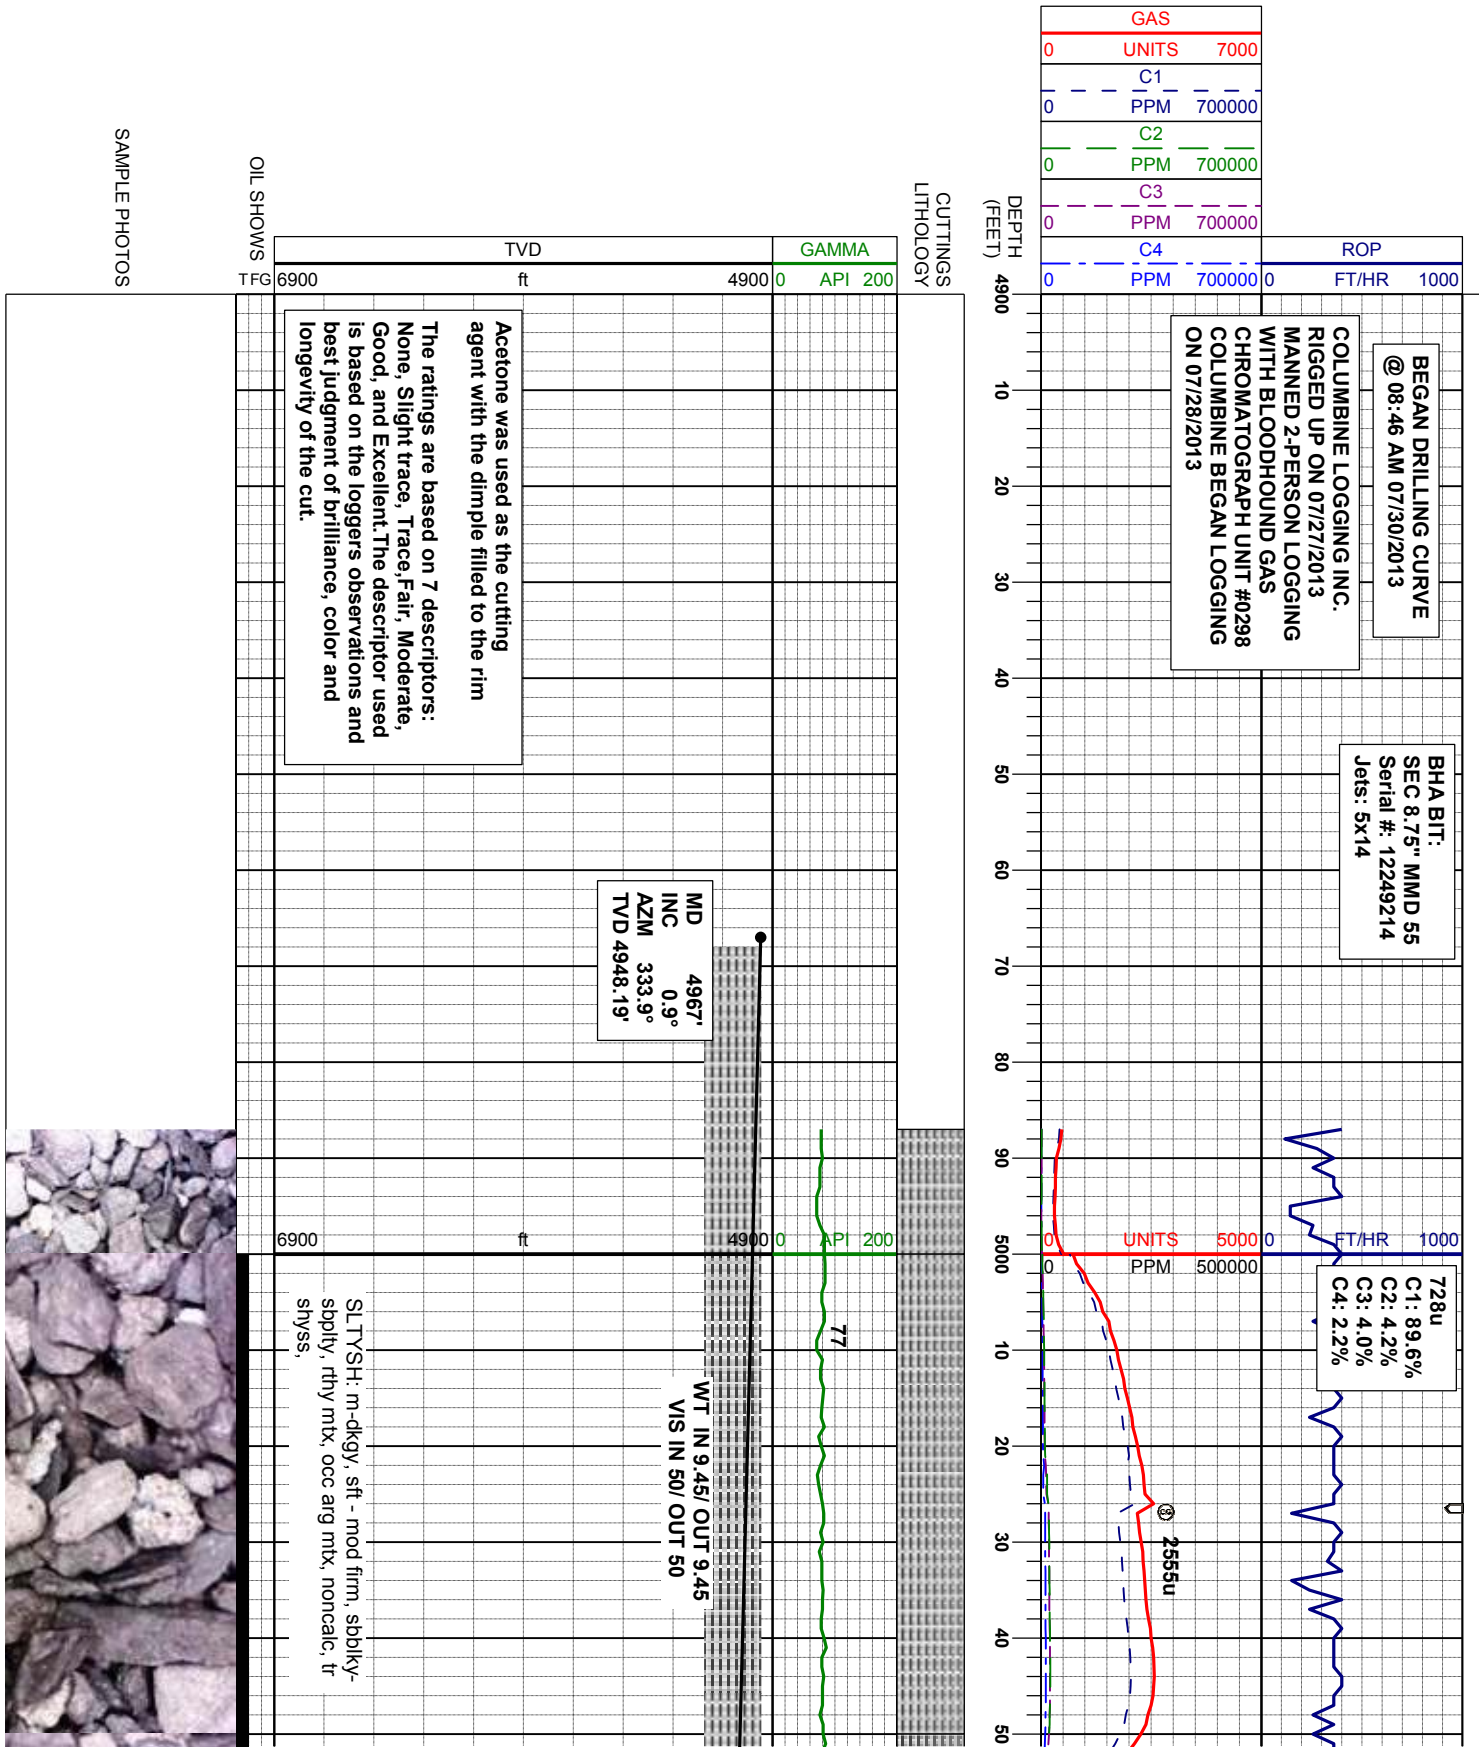 GAS
0 UNITS 7000
C1
0 PPM 700000
C2
0 PPM 700000
C3
0 PPM 700000
C4
0 PPM 700000
ROP
0 FT/HR 1000
DEPTH
(FEET)
CUTTINGS
LITHOLOGY
GAMMA
0 API 200
TVD
6900 ft 4900
OIL SHOWS
TFG
SAMPLE PHOTOS
4900
10
20
30
40
50
60
70
80
90
5000
10
20
30
40
50
BEGAN DRILLING CURVE
@ 08:46 AM 07/30/2013
COLUMBINE LOGGING INC.
RIGGED UP ON 07/27/2013
MANNED 2-PERSON LOGGING
WITH BLOODHOUND GAS
CHROMATOGRAPH UNIT #0298
COLUMBINE BEGAN LOGGING
ON 07/28/2013
BHA BIT:
SEC 8.75" MMD 55
Serial #: 12249214
Jets: 5x14
Acetone was used as the cutting
agent with the dimple filled to the rim
The ratings are based on 7 descriptors:
None, Slight trace, Trace,Fair, Moderate,
Good, and Excellent.The descriptor used
is based on the loggers observations and
best judgment of brilliance, color and
longevity of the cut.
MD 4967'
INC 0.9°
AZM 333.9°
TVD 4948.19'
0 UNITS 5000
0 PPM 500000
0 FT/HR 1000
0 API 200
6900 ft 4900
728u
C1: 89.6%
C2: 4.2%
C3: 4.0%
C4: 2.2%
CG
2555u
77
WT IN 9.45/ OUT 9.45
VIS IN 50/ OUT 50
SLTYSH: m-dkgy, sft - mod firm, sbblky-
sbplty, rthy mtx, occ arg mtx, noncalc, tr
shyss,